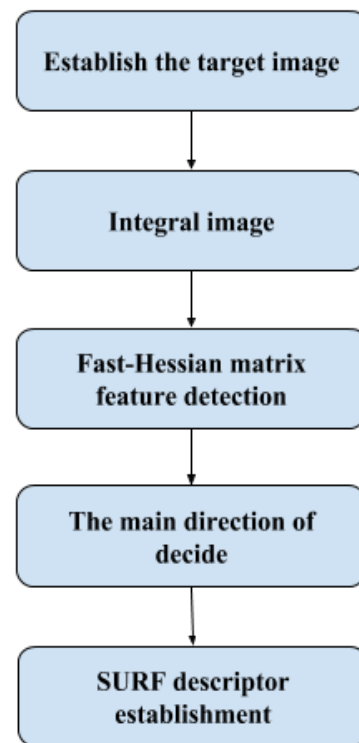 Establish the target image
Integral image
Fast-Hessian matrix
feature detection
The main direction of
decide
SURF descriptor
establishment